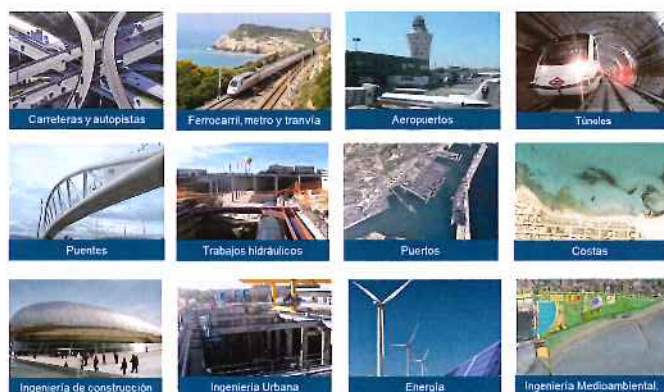 Carreteras y autopistas
Ferrocarril, metro y tranvía
Aeropuertos
Túneles
Puentes
Trabajos hidráulicos
Puertos
Costas
Ingeniería de construcción
Ingeniería Urbana
Energía
Ingeniería Medioambiental.